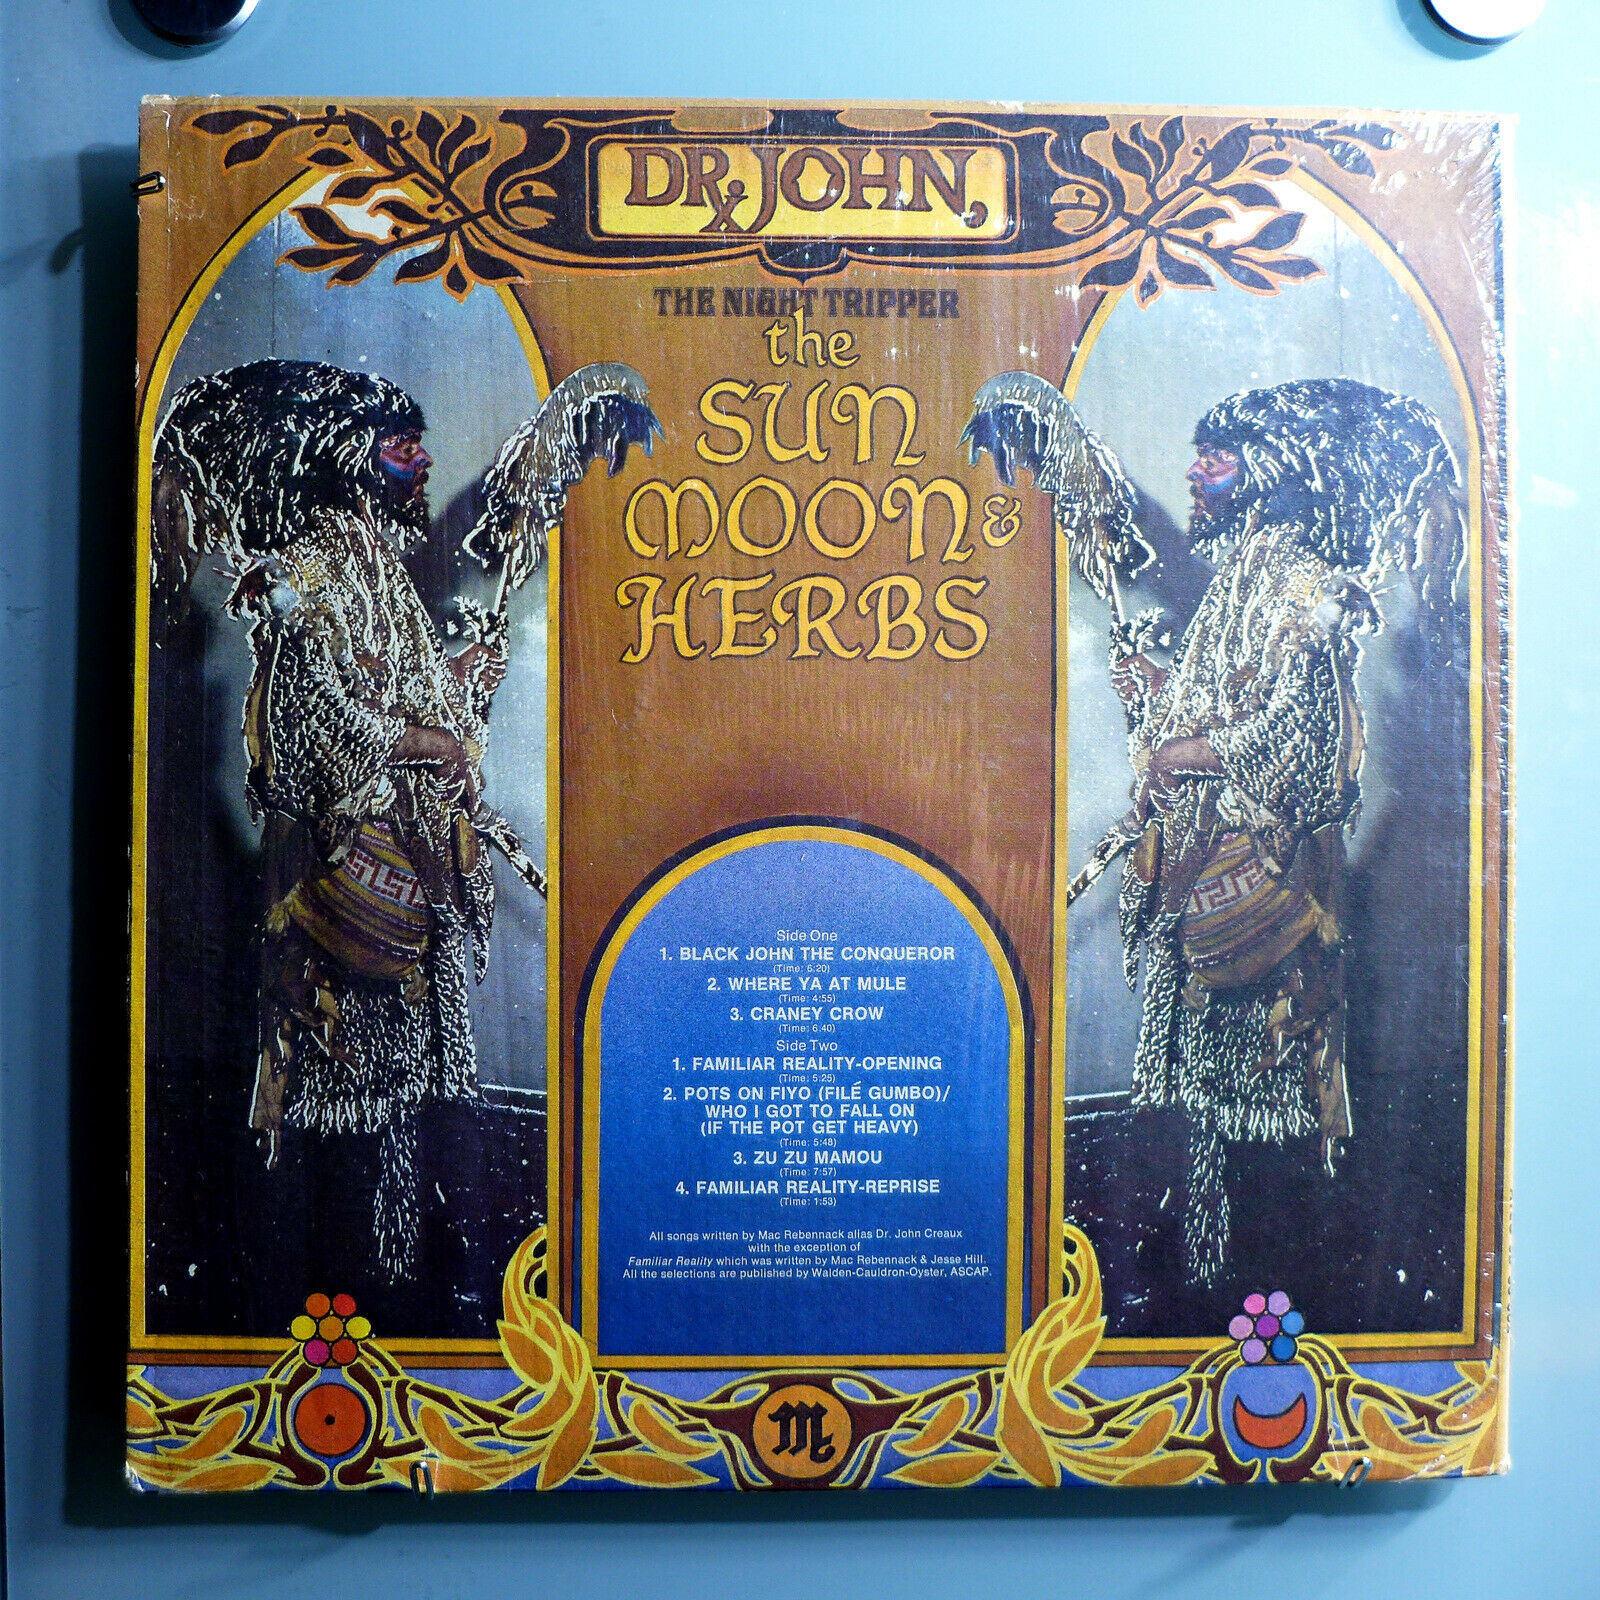 DR. JOHN,
THE NIGHT TRIPPER
the
SUN
MOON &
HERBS
Side One
1. BLACK JOHN THE CONQUEROR
(Time: 6:20)
2. WHERE YA AT MULE
(Time: 4:55)
3. CRANEY CROW
(Time: 6:40)
Side Two
1. FAMILIAR REALITY-OPENING
(Time: 5:25)
2. POTS ON FIYO (FILÉ GUMBO)/
WHO I GOT TO FALL ON
(IF THE POT GET HEAVY)
(Time: 5:48)
3. ZU ZU MAMOU
(Time: 7:57)
4. FAMILIAR REALITY-REPRISE
(Time: 1:53)
All songs written by Mac Rebennack alias Dr. John Creaux
with the exception of
Familiar Reality which was written by Mac Rebennack & Jesse Hill.
All the selections are published by Walden-Cauldron-Oyster, ASCAP.